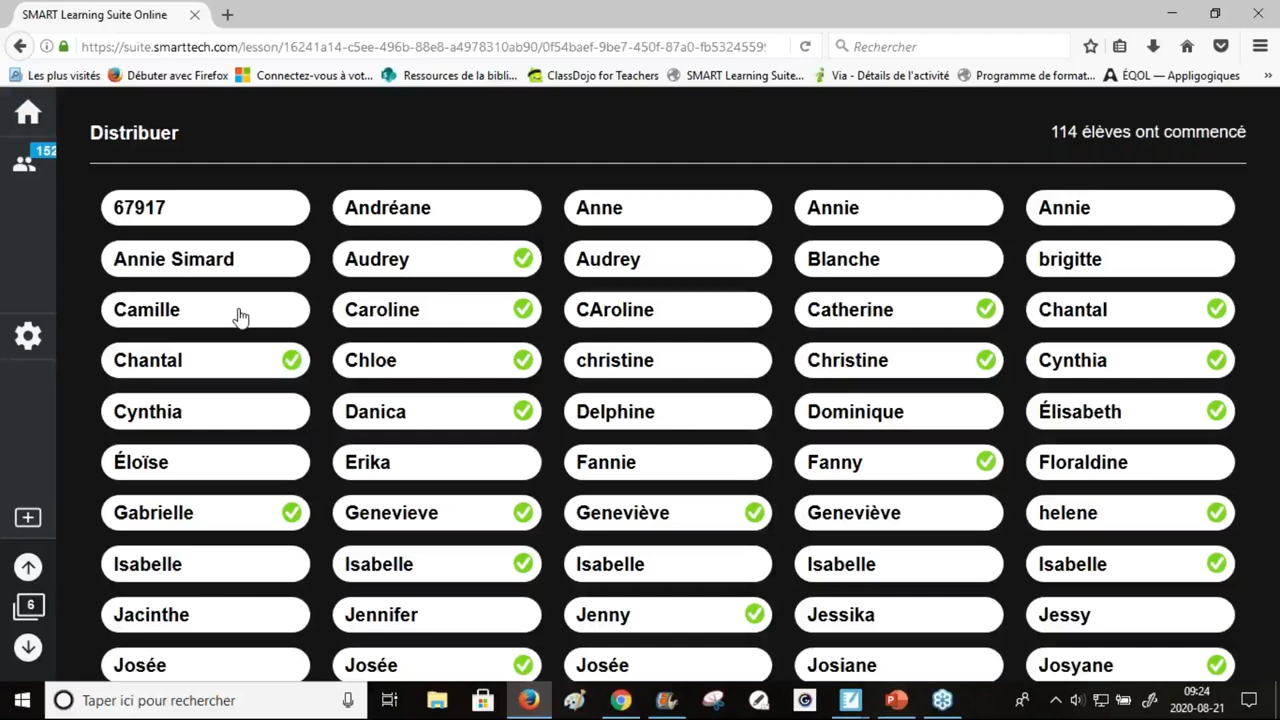 SMART Learning Suite Online
https://suite.smarttech.com/lesson/16241a14-c5ee-496b-88e8-a4978310ab90/0f54baef-9be7-450f-87a0-fb5324559
Rechercher
Les plus visités Débuter avec Firefox Connectez-vous à vot... Ressources de la bibli... ClassDojo for Teachers SMART Learning Suite... Via - Détails de l'activité Programme de format... ÉQOL — Appligogiques
152
Distribuer
114 élèves ont commencé
67917 Andréane Anne Annie Annie
Annie Simard Audrey Audrey Blanche brigitte
Camille Caroline CAroline Catherine Chantal
Chantal Chloe christine Christine Cynthia
Cynthia Danica Delphine Dominique Élisabeth
Éloïse Erika Fannie Fanny Floraldine
Gabrielle Genevieve Geneviève Geneviève helene
Isabelle Isabelle Isabelle Isabelle Isabelle
Jacinthe Jennifer Jenny Jessika Jessy
Josée Josée Josée Josiane Josyane
6
Taper ici pour rechercher
09:24
2020-08-21